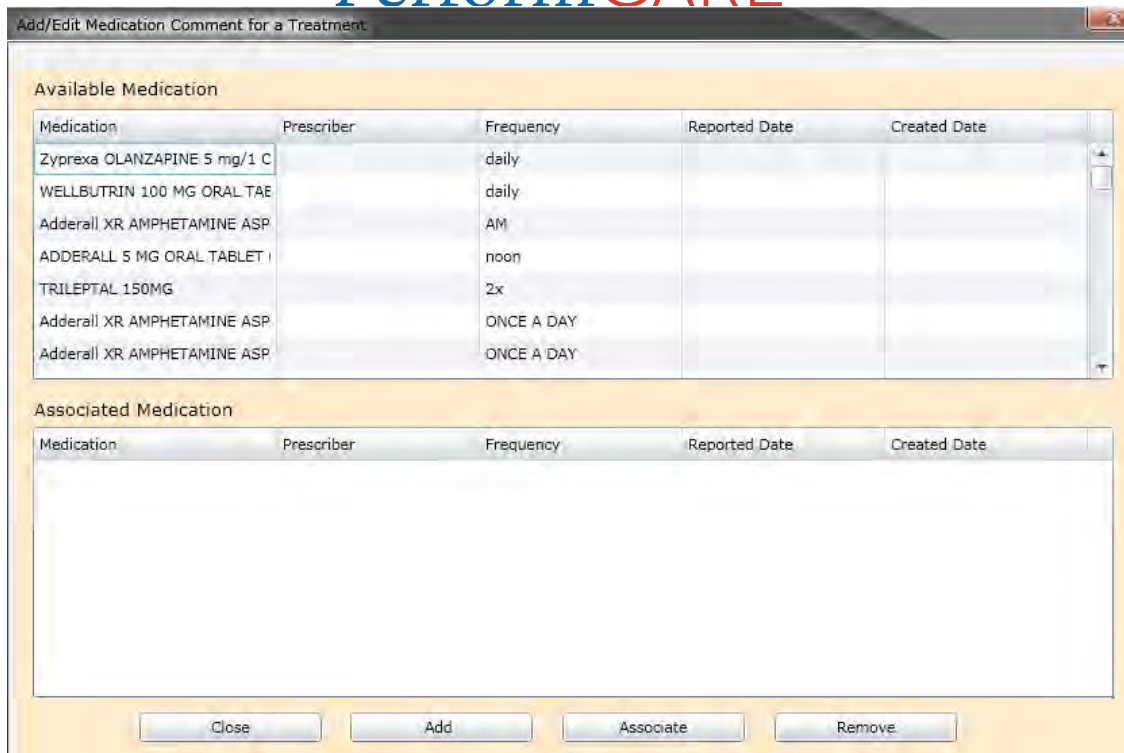 PerformCARE
Add/Edit Medication Comment for a Treatment
Available Medication
Medication Prescriber Frequency Reported Date Created Date
Zyprexa OLANZAPINE 5 mg/1 C daily
WELLBUTRIN 100 MG ORAL TAB daily
Adderall XR AMPHETAMINE ASP AM
ADDERALL 5 MG ORAL TABLET ( noon
TRILEPTAL 150MG 2x
Adderall XR AMPHETAMINE ASP ONCE A DAY
Adderall XR AMPHETAMINE ASP ONCE A DAY
Associated Medication
Medication Prescriber Frequency Reported Date Created Date
Close Add Associate Remove